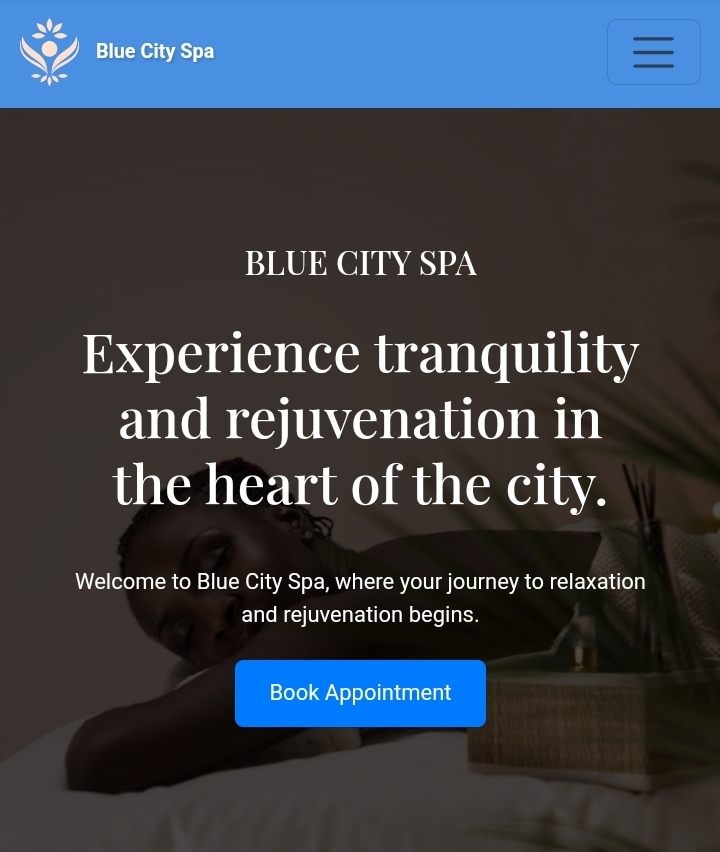 Blue City Spa
BLUE CITY SPA
Experience tranquility
and rejuvenation in
the heart of the city.
Welcome to Blue City Spa, where your journey to relaxation
and rejuvenation begins.
Book Appointment